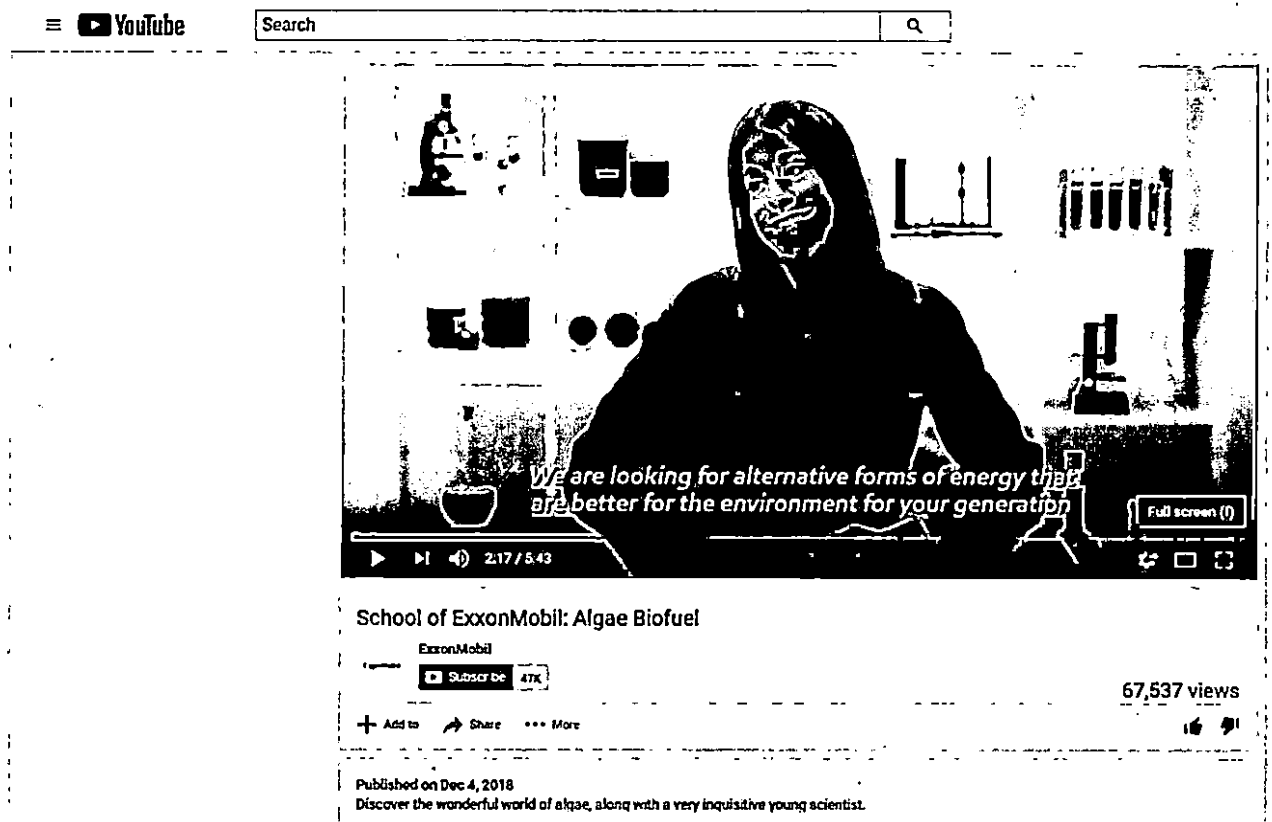 YouTube
Search
We are looking for alternative forms of energy that
are better for the environment for your generation
Full screen (f)
2:17 / 5:43
School of ExxonMobil: Algae Biofuel
ExxonMobil
Subscribe 47K
67,537 views
Add to Share More
Published on Dec 4, 2018
Discover the wonderful world of algae, along with a very inquisitive young scientist.